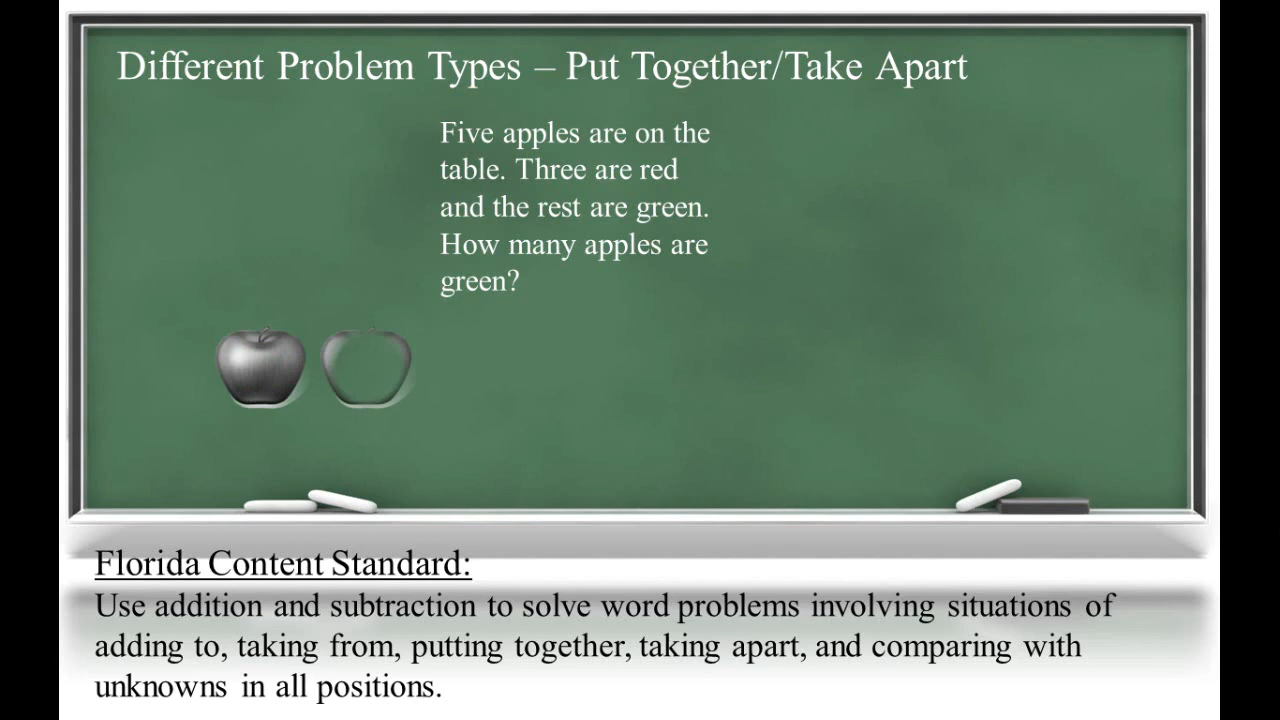 Different Problem Types – Put Together/Take Apart
Five apples are on the
table. Three are red
and the rest are green.
How many apples are
green?
Florida Content Standard:
Use addition and subtraction to solve word problems involving situations of
adding to, taking from, putting together, taking apart, and comparing with
unknowns in all positions.